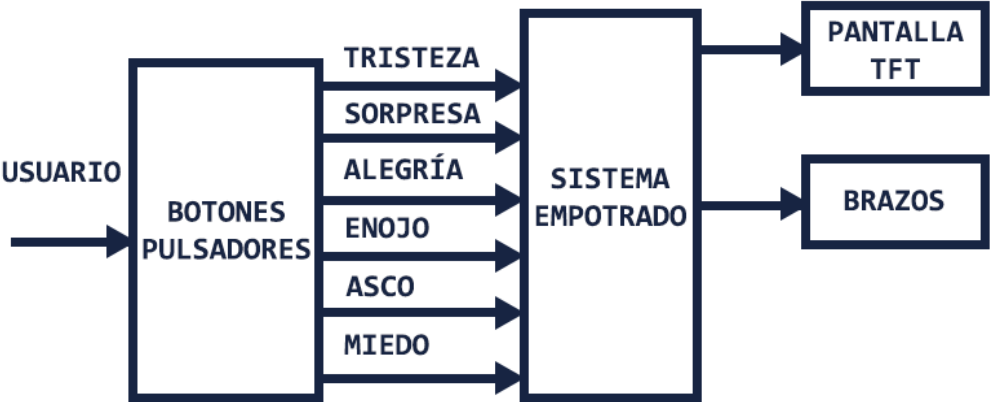 USUARIO
BOTONES
PULSADORES
TRISTEZA
SORPRESA
ALEGRÍA
ENOJO
ASCO
MIEDO
SISTEMA
EMPOTRADO
PANTALLA
TFT
BRAZOS